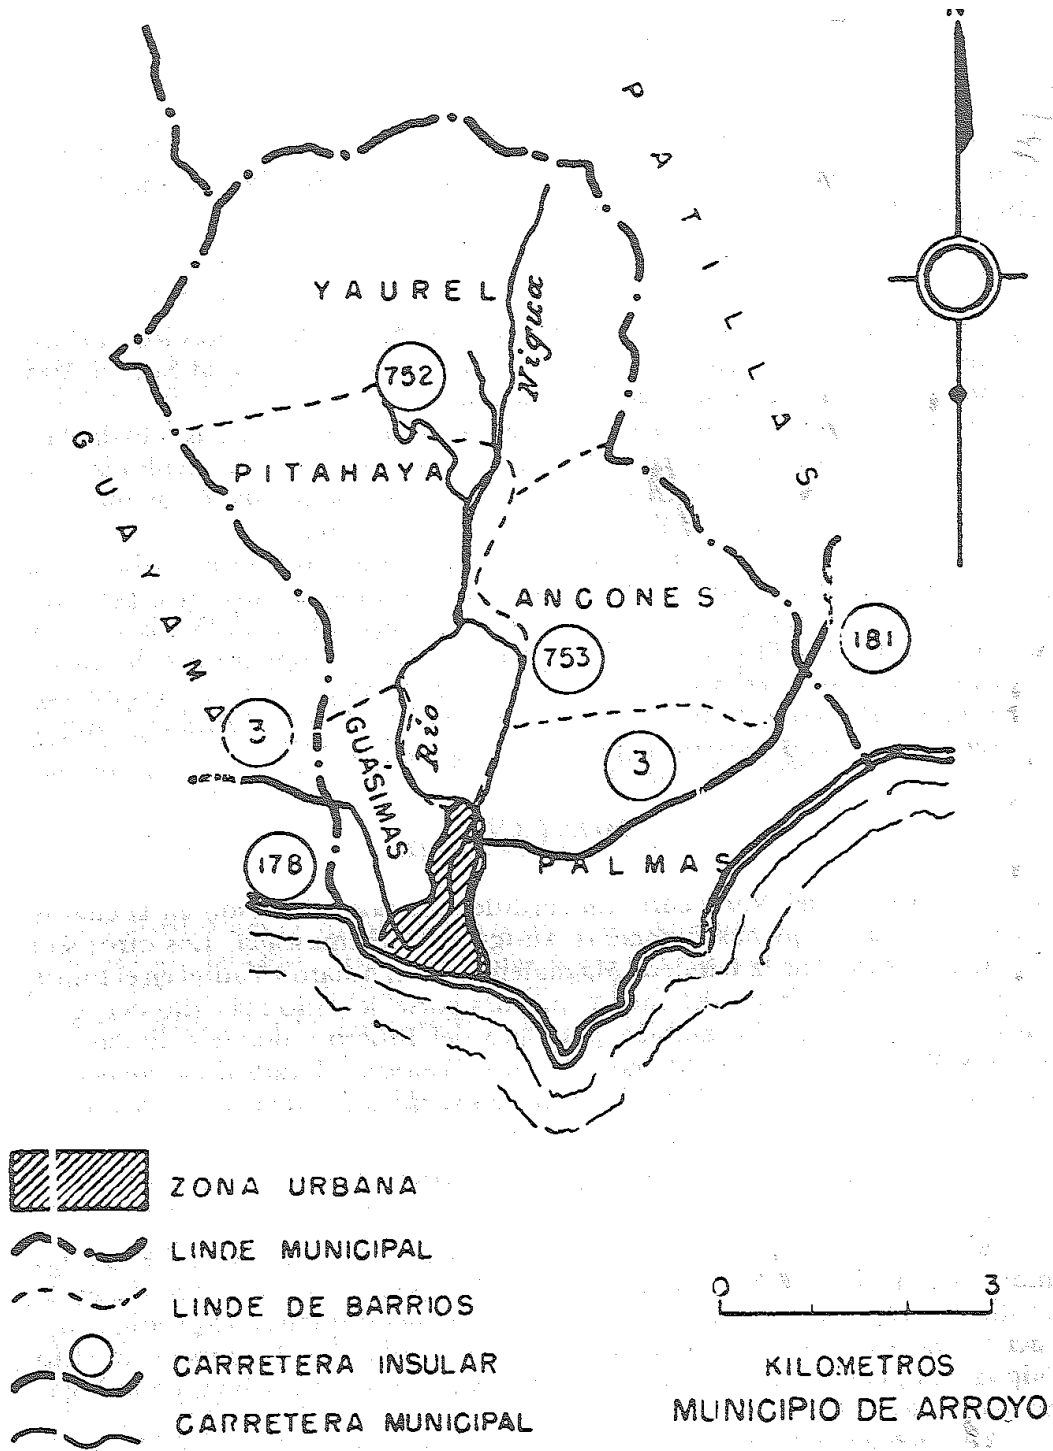 N
PATILLAS
YAUREL
Nigua
752
GUAYAMA
PITAHAYA
ANCONES
181
753
3
Río
GUÁSIMAS
3
178
PALMAS
ZONA URBANA
LINDE MUNICIPAL
LINDE DE BARRIOS
CARRETERA INSULAR
CARRETERA MUNICIPAL
0 3
KILOMETROS
MUNICIPIO DE ARROYO